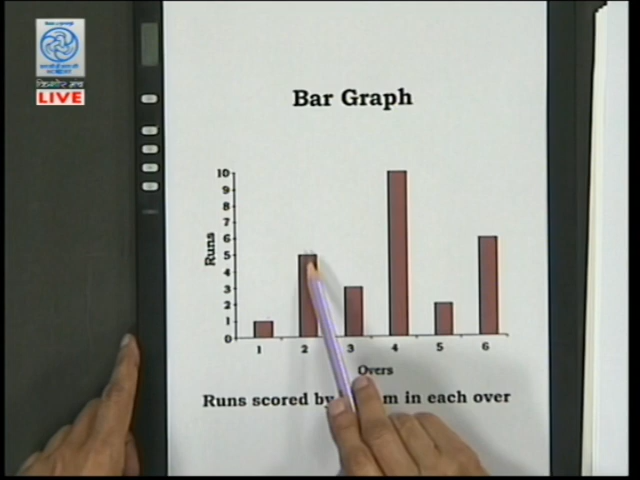 NCERT
किशोर मंच
LIVE
Bar Graph
10
9
8
7
6
5
4
3
2
1
0
Runs
1 2 3 4 5 6
Overs
Runs scored by m in each over